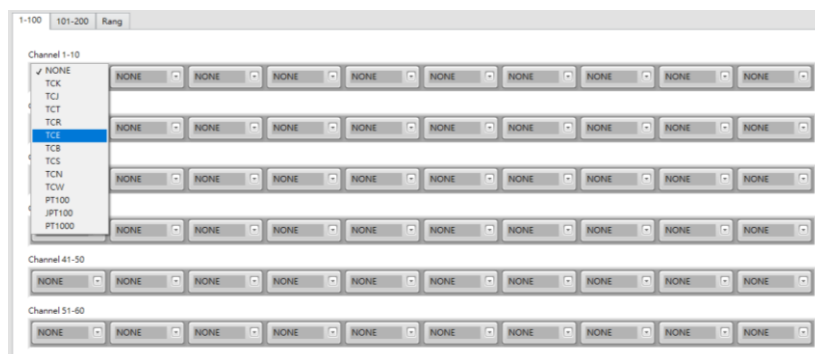 1-100 101-200 Rang
Channel 1-10
✓ NONE NONE NONE NONE NONE NONE NONE NONE NONE NONE
TCK
TCJ
TCT
TCR
TCE NONE NONE NONE NONE NONE NONE NONE NONE NONE
TCB
TCS
TCN NONE NONE NONE NONE NONE NONE NONE NONE NONE
TCW
PT100
JPT100
PT1000 NONE NONE NONE NONE NONE NONE NONE NONE NONE
Channel 41-50
NONE NONE NONE NONE NONE NONE NONE NONE NONE NONE
Channel 51-60
NONE NONE NONE NONE NONE NONE NONE NONE NONE NONE